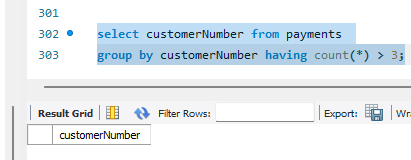 301
302 select customerNumber from payments
303 group by customerNumber having count(*) > 3;
Result Grid Filter Rows: Export: Wra
customerNumber